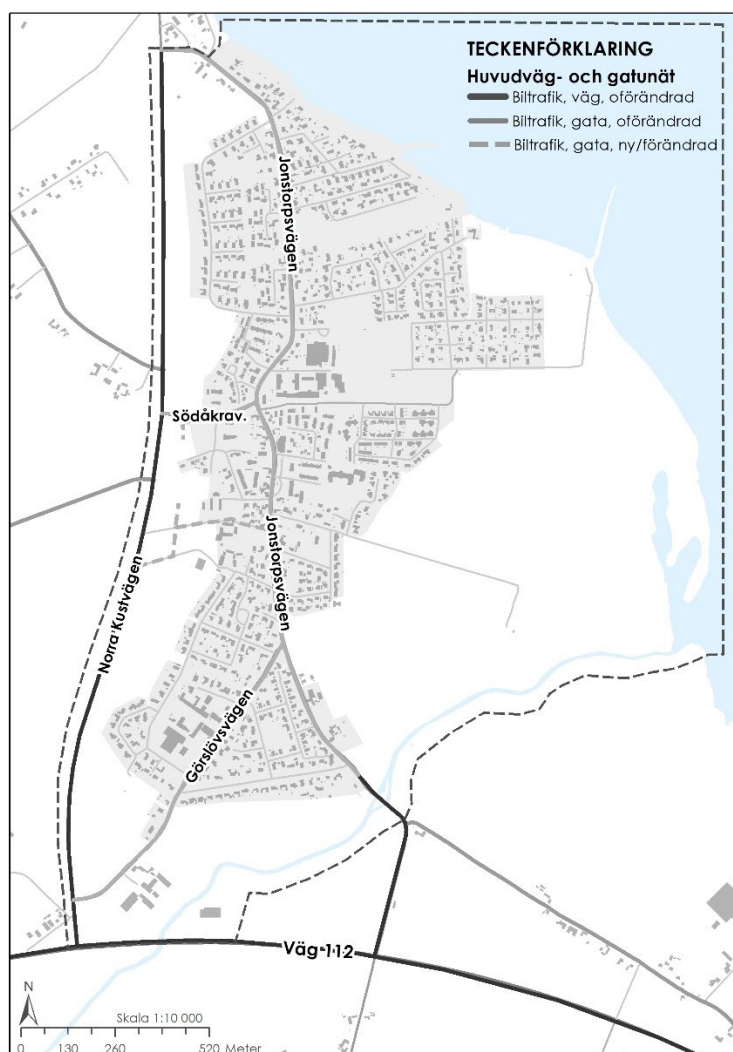 TECKENFÖRKLARING
Huvudväg- och gatunät
Biltrafik, väg, oförändrad
Biltrafik, gata, oförändrad
Biltrafik, gata, ny/förändrad
Jonstorpsvägen
Södåkrav.
Jonstorpsvägen
Norra Kustvägen
Görslövsvägen
Väg 112
N
Skala 1:10 000
0 130 260 520 Meter